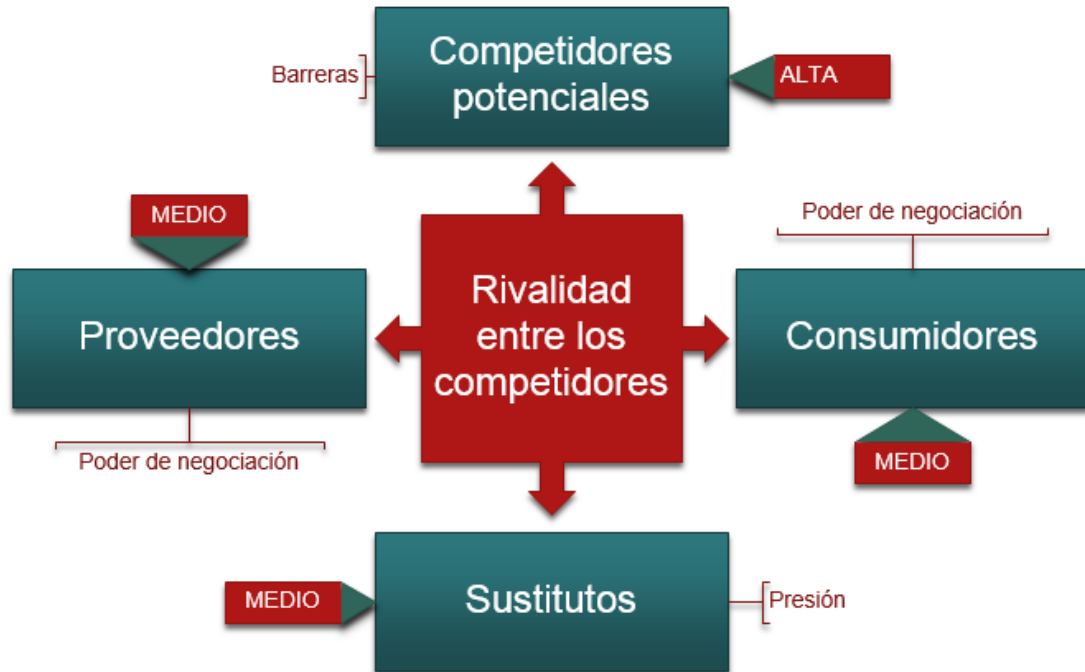 Competidores
potenciales
Barreras
ALTA
MEDIO
Poder de negociación
Proveedores
Rivalidad
entre los
competidores
Consumidores
Poder de negociación
MEDIO
MEDIO
Sustitutos
Presión